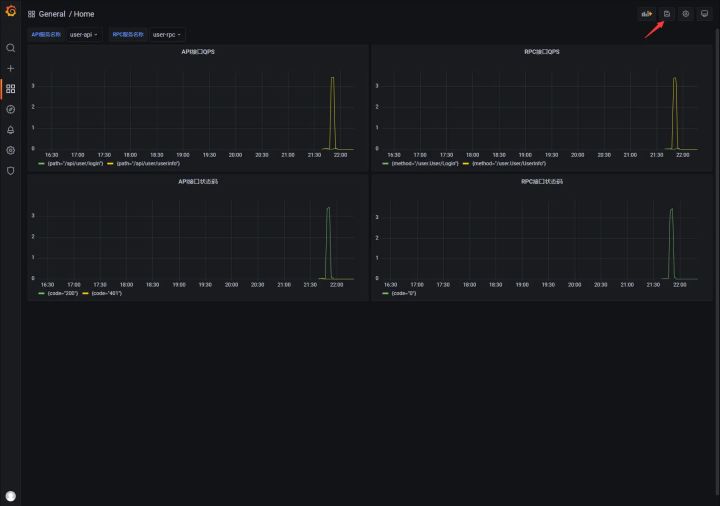 General / Home
API服务名称 user-api RPC服务名称 user-rpc
API接口QPS
3
2
1
0
16:30 17:00 17:30 18:00 18:30 19:00 19:30 20:00 20:30 21:00 21:30 22:00
{path="/api/user/login"} {path="/api/user/userinfo"}
RPC接口QPS
3
2
1
0
16:30 17:00 17:30 18:00 18:30 19:00 19:30 20:00 20:30 21:00 21:30 22:00
{method="/user.User/Login"} {method="/user.User/UserInfo"}
API接口状态码
3
2
1
0
16:30 17:00 17:30 18:00 18:30 19:00 19:30 20:00 20:30 21:00 21:30 22:00
{code="200"} {code="401"}
RPC接口状态码
3
2
1
0
16:30 17:00 17:30 18:00 18:30 19:00 19:30 20:00 20:30 21:00 21:30 22:00
{code="0"}